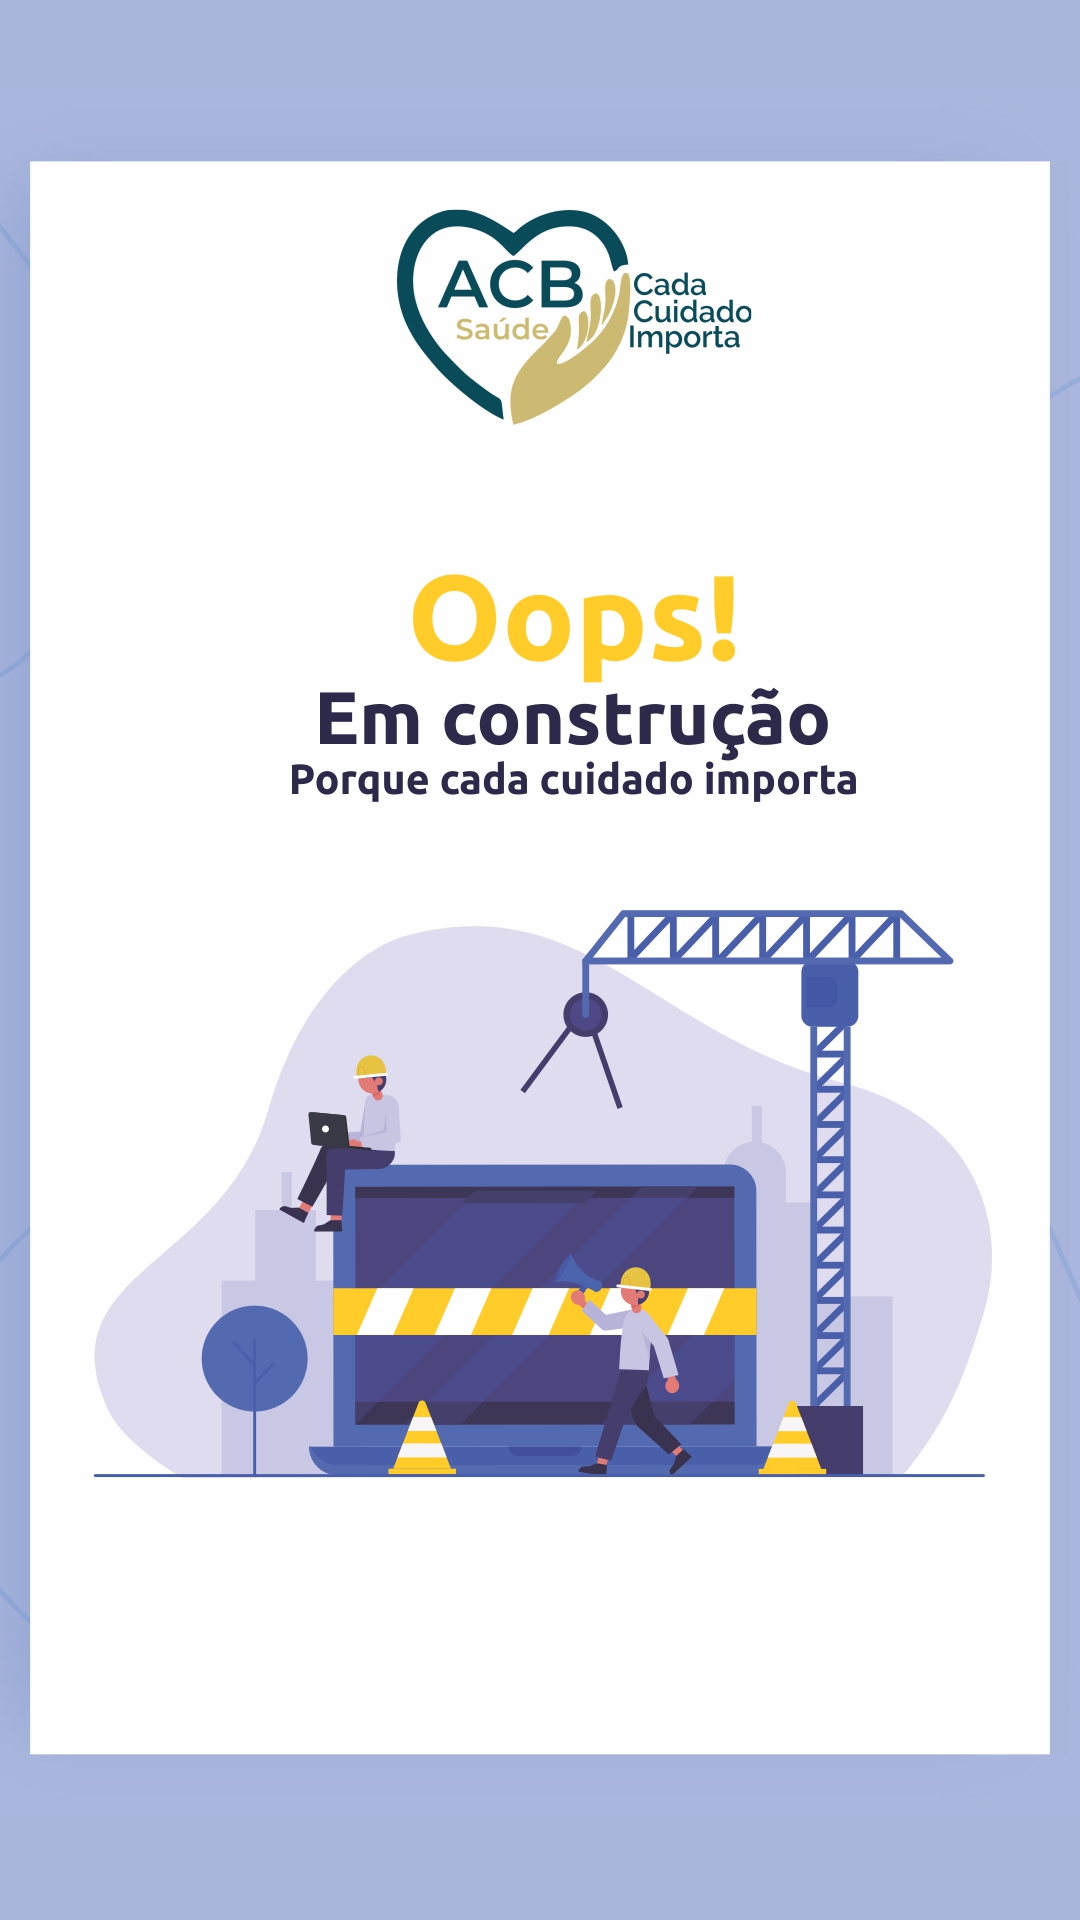 ACB
Saúde
Cada
Cuidado
Importa
Oops!
Em construção
Porque cada cuidado importa